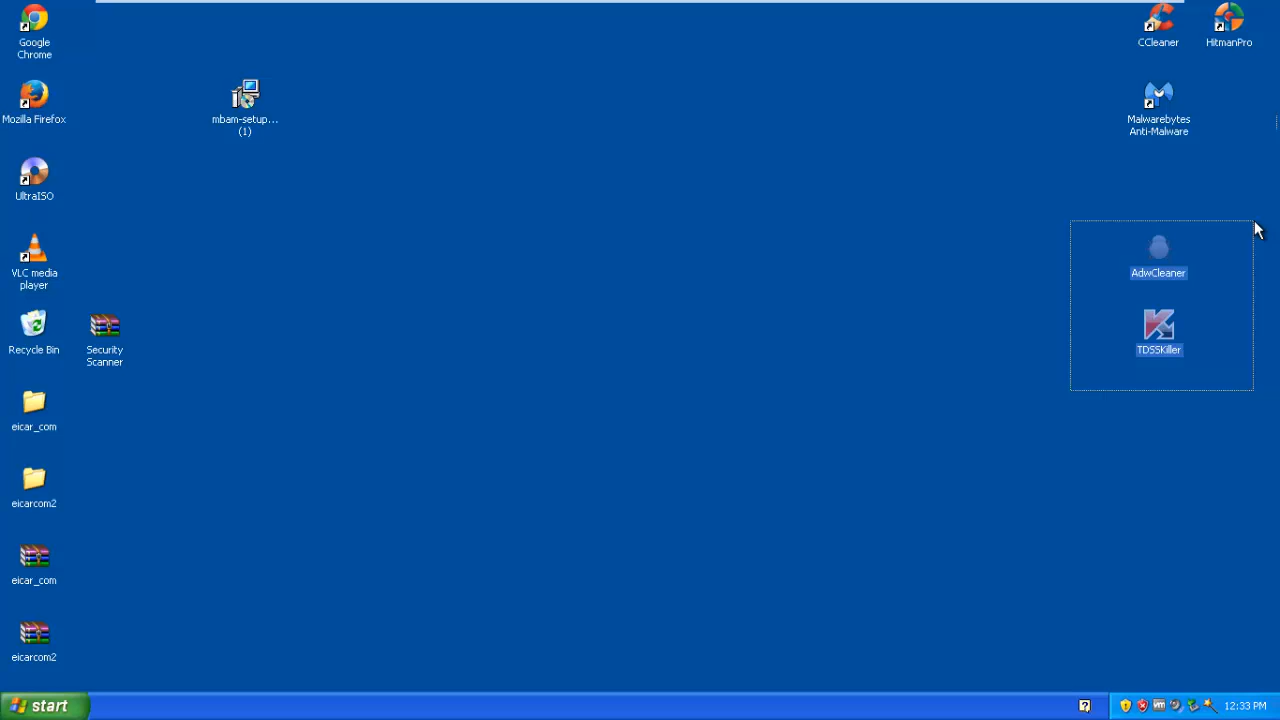 Google
Chrome
CCleaner
HitmanPro
Mozilla Firefox
mbam-setup...
(1)
Malwarebytes
Anti-Malware
UltraISO
VLC media
player
AdwCleaner
Recycle Bin
Security
Scanner
TDSSKiller
eicar_com
eicarcom2
eicar_com
eicarcom2
start
12:33 PM